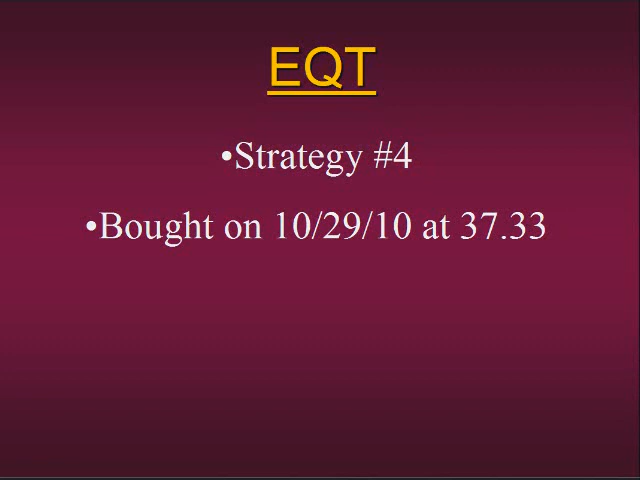 EQT
•Strategy #4
•Bought on 10/29/10 at 37.33